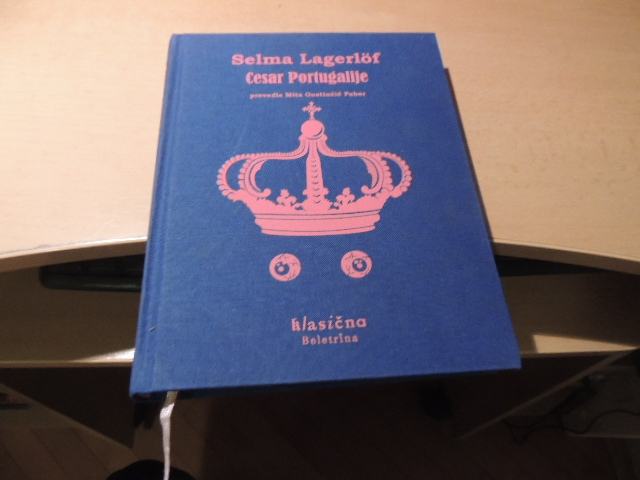 Selma Lagerlöf
Cesar Portugalije
prevedla Mita Gustinčič Pahor
klasična
Beletrina